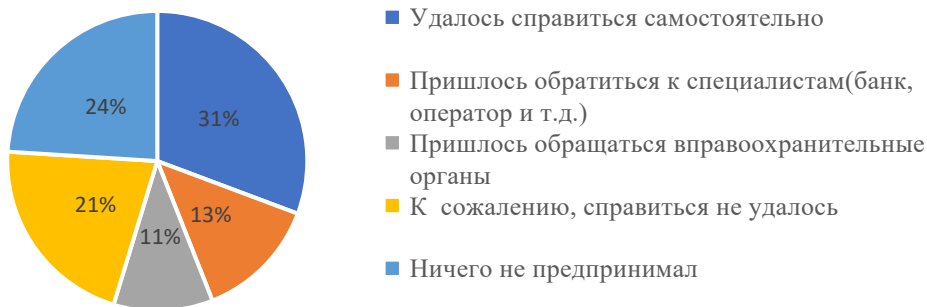 Удалось справиться самостоятельно
Пришлось обратиться к специалистам(банк,
оператор и т.д.)
Пришлось обращаться вправоохранительные
органы
К  сожалению, справиться не удалось
Ничего не предпринимал
31%
13%
11%
21%
24%